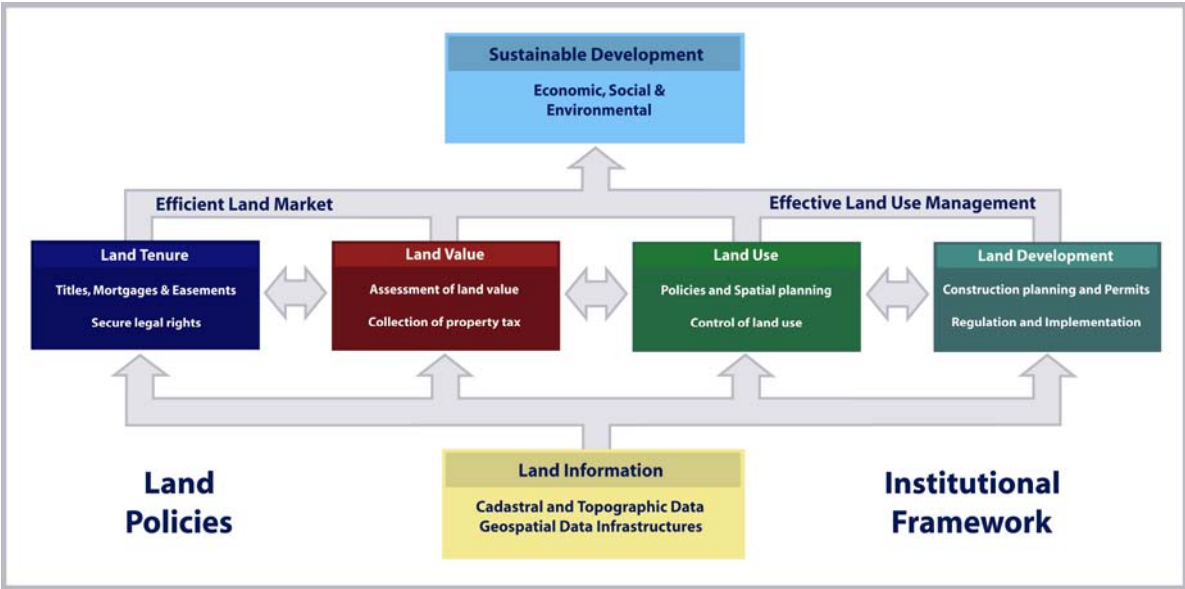 Sustainable Development
Economic, Social &
Environmental
Efficient Land Market
Effective Land Use Management
Land Tenure
Titles, Mortgages & Easements
Secure legal rights
Land Value
Assessment of land value
Collection of property tax
Land Use
Policies and Spatial planning
Control of land use
Land Development
Construction planning and Permits
Regulation and Implementation
Land
Policies
Land Information
Cadastral and Topographic Data
Geospatial Data Infrastructures
Institutional
Framework